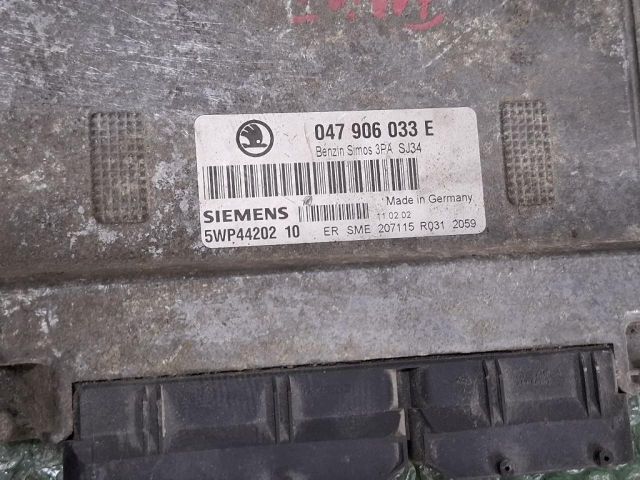 047 906 033 E
Benzin Simos 3PA SJ34
Made in Germany
SIEMENS
11.02.02
5WP44202 10
ER SME 207115 R031 2059